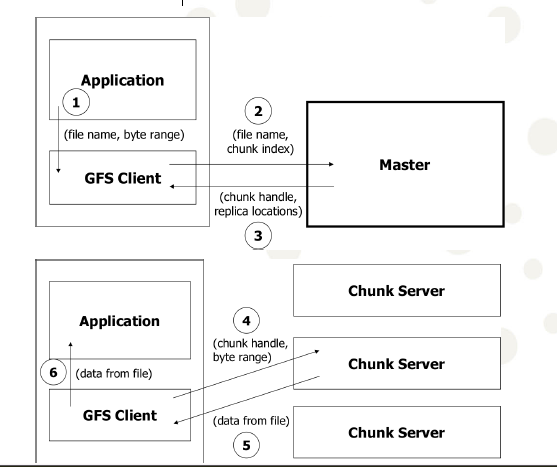 Application
1
(file name, byte range)
GFS Client
2
(file name,
chunk index)
Master
(chunk handle,
replica locations)
3
Application
6
(data from file)
GFS Client
4
(chunk handle,
byte range)
(data from file)
5
Chunk Server
Chunk Server
Chunk Server